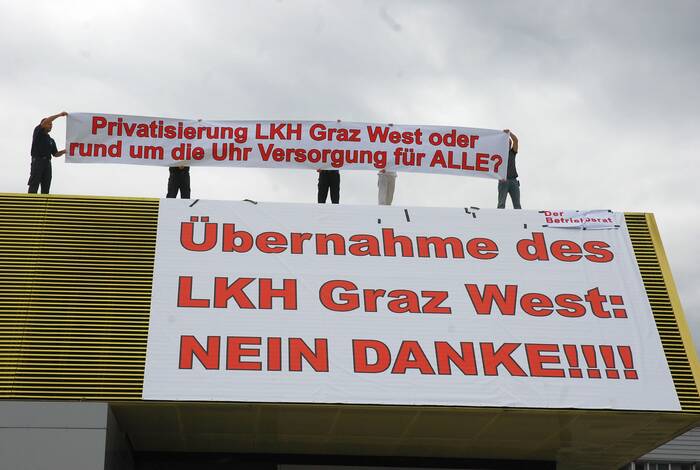 Privatisierung LKH Graz West oder
rund um die Uhr Versorgung für ALLE?
Der
Betriebsrat
Übernahme des
LKH Graz West:
NEIN DANKE!!!!